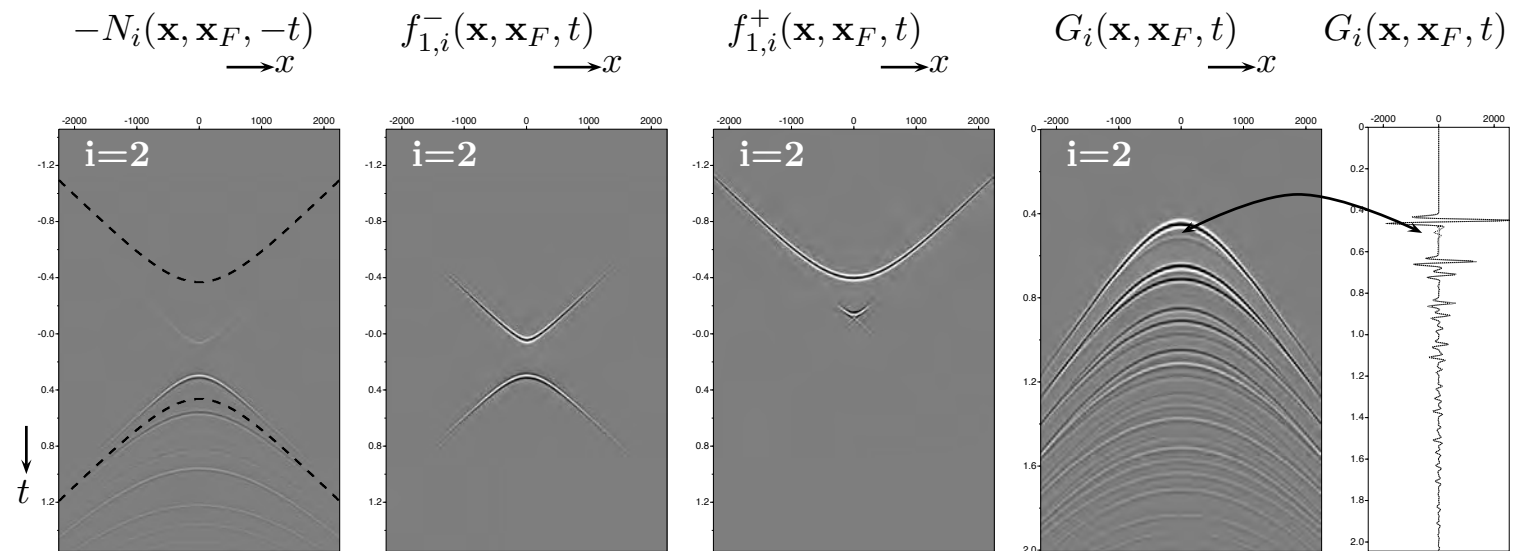 −N_i(x, x_F, −t)
f^−_{1,i}(x, x_F, t)
f^+_{1,i}(x, x_F, t)
G_i(x, x_F, t)
G_i(x, x_F, t)
x
x
x
x
-2000 -1000 0 1000 2000
-2000 -1000 0 1000 2000
-2000 -1000 0 1000 2000
-2000 -1000 0 1000 2000
-2000 0 2000
i=2
i=2
i=2
i=2
-1.2
-0.8
-0.4
-0.0
0.4
0.8
1.2
t
-1.2
-0.8
-0.4
-0.0
0.4
0.8
1.2
-1.2
-0.8
-0.4
-0.0
0.4
0.8
1.2
0
0.4
0.8
1.2
1.6
2.0
0
0.2
0.4
0.6
0.8
1.0
1.2
1.4
1.6
1.8
2.0